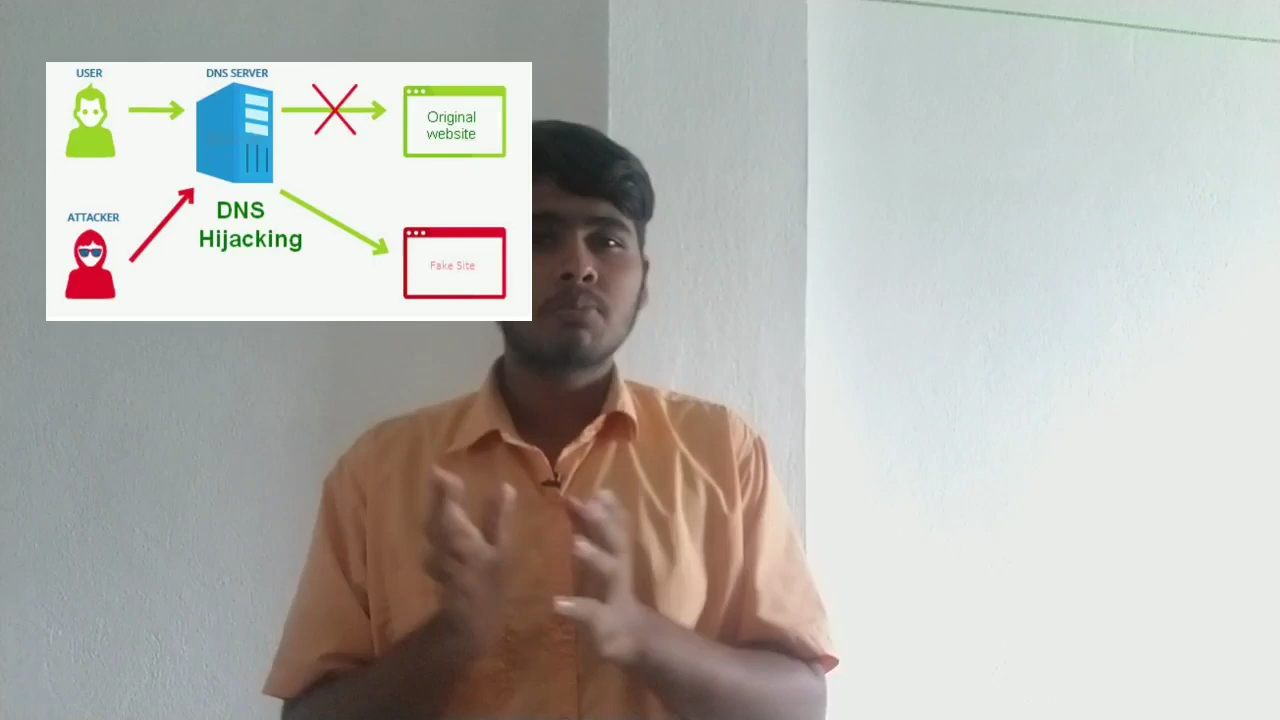 USER
DNS SERVER
Original
website
ATTACKER
DNS
Hijacking
Fake Site